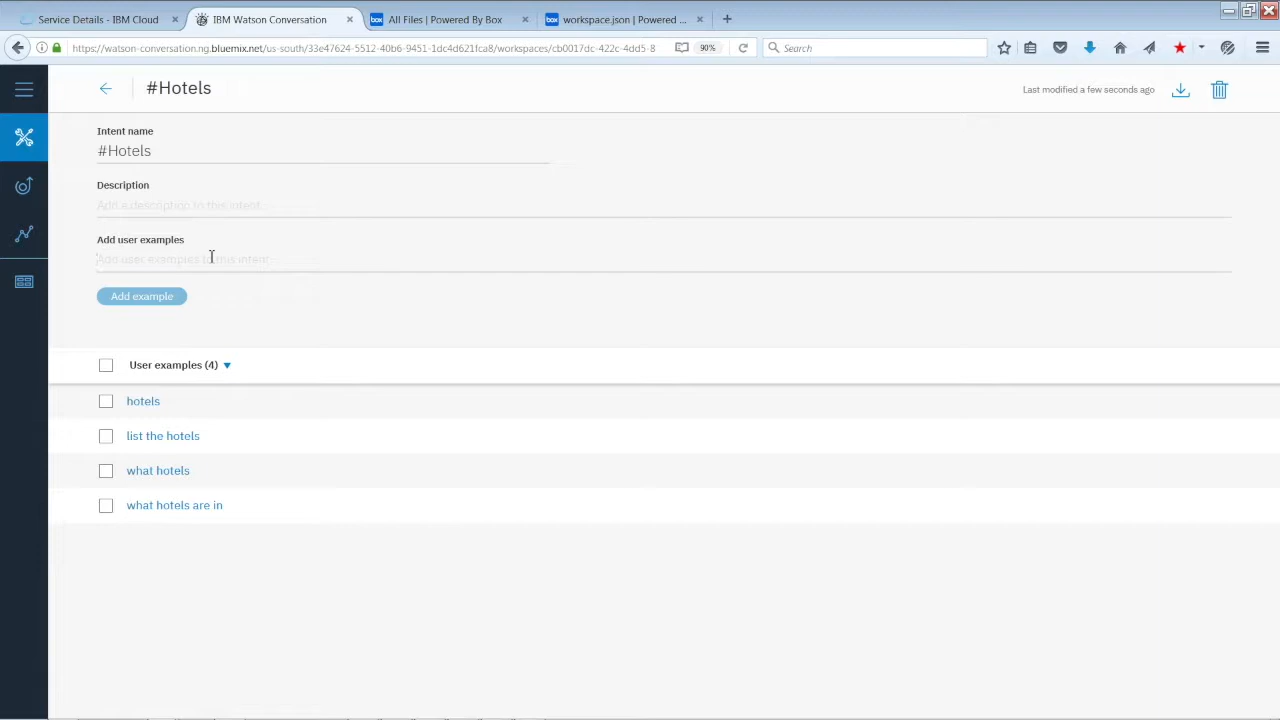 Service Details - IBM Cloud
IBM Watson Conversation
box All Files | Powered By Box
box workspace.json | Powered ...
https://watson-conversation.ng.bluemix.net/us-south/33e47624-5512-40b6-9451-1dc4d621c1c8/workspaces/cb0017dc-422c-4dd5-8
90%
Search
#Hotels
Last modified a few seconds ago
Intent name
#Hotels
Description
Add a description to this intent.
Add user examples
Add user examples to this intent
Add example
User examples (4)
hotels
list the hotels
what hotels
what hotels are in